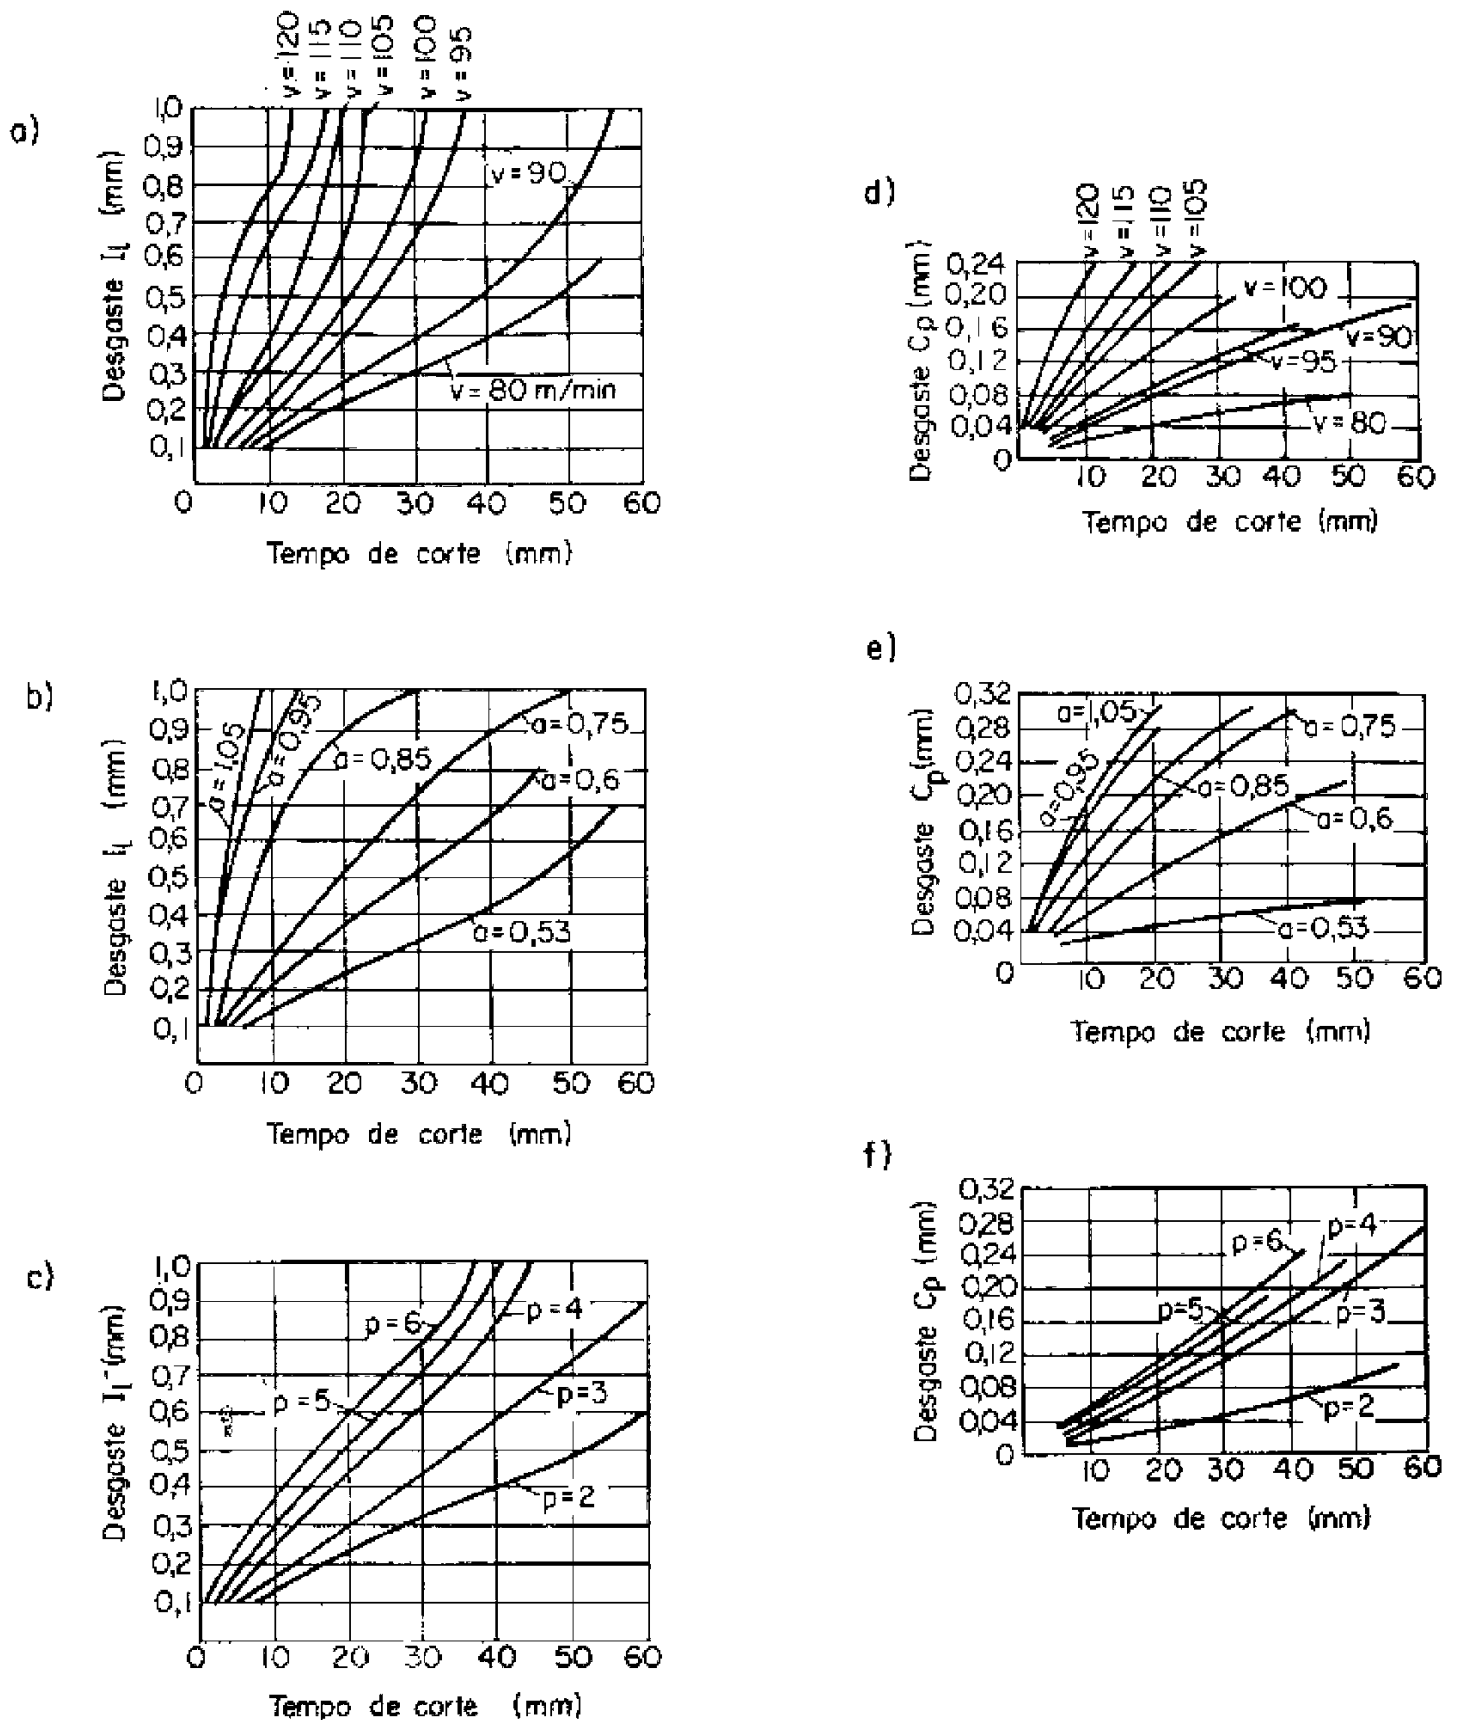 a)
v=120
v=115
v=110
v=105
v=100
v=95
Desgaste Iₗ (mm)
1,0
0,9
0,8
0,7
0,6
0,5
0,4
0,3
0,2
0,1
v=90
v=80 m/min
0 10 20 30 40 50 60
Tempo de corte (mm)
b)
Desgaste Iₗ (mm)
1,0
0,9
0,8
0,7
0,6
0,5
0,4
0,3
0,2
0,1
a=1,05
a=0,95
a=0,85
a=0,75
a=0,6
a=0,53
0 10 20 30 40 50 60
Tempo de corte (mm)
c)
Desgaste Iₗ (mm)
1,0
0,9
0,8
0,7
0,6
0,5
0,4
0,3
0,2
0,1
p=6
p=4
p=5
p=3
p=2
0 10 20 30 40 50 60
Tempo de corte (mm)
d)
v=120
v=115
v=110
v=105
Desgaste Cp (mm)
0,24
0,20
0,16
0,12
0,08
0,04
0
v=100
v=90
v=95
v=80
10 20 30 40 50 60
Tempo de corte (mm)
e)
Desgaste Cp (mm)
0,32
0,28
0,24
0,20
0,16
0,12
0,08
0,04
0
a=1,05
a=0,95
a=0,75
a=0,85
a=0,6
a=0,53
10 20 30 40 50 60
Tempo de corte (mm)
f)
Desgaste Cp (mm)
0,32
0,28
0,24
0,20
0,16
0,12
0,08
0,04
0
p=4
p=6
p=5
p=3
p=2
10 20 30 40 50 60
Tempo de corte (mm)